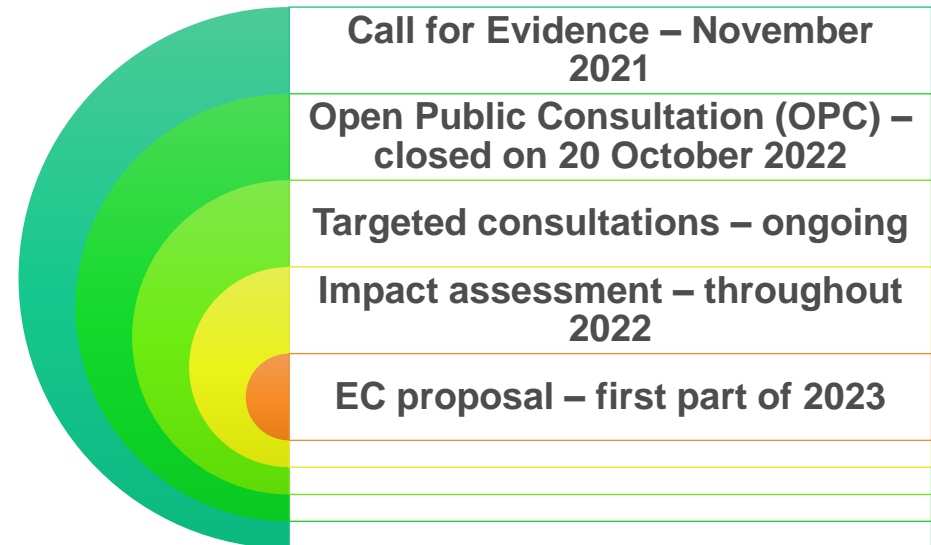 Call for Evidence – November
2021
Open Public Consultation (OPC) –
closed on 20 October 2022
Targeted consultations – ongoing
Impact assessment – throughout
2022
EC proposal – first part of 2023